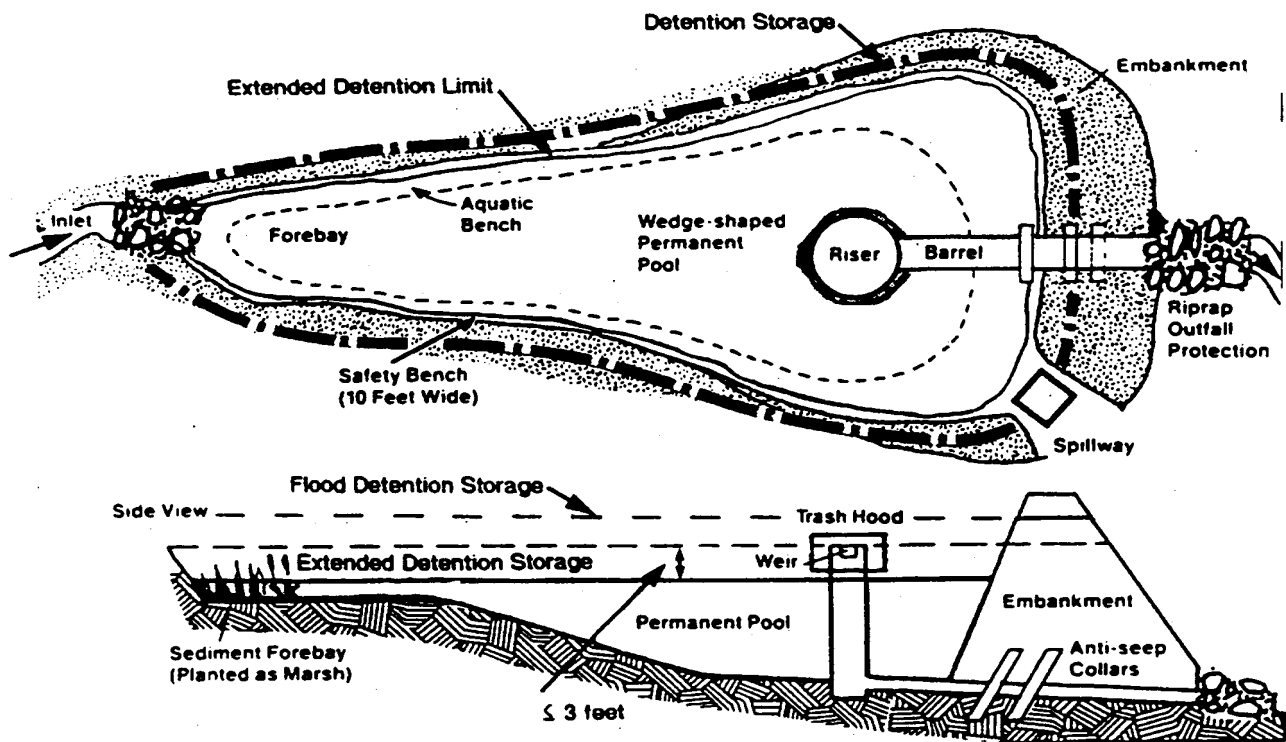 Detention Storage
Embankment
Extended Detention Limit
Inlet
Aquatic
Bench
Forebay
Wedge-shaped
Permanent
Pool
Riser
Barrel
Riprap
Outfall
Protection
Safety Bench
(10 Feet Wide)
Spillway
Flood Detention Storage
Side View
Trash Hood
Extended Detention Storage
Weir
Permanent Pool
Embankment
Sediment Forebay
(Planted as Marsh)
Anti-seep
Collars
≤ 3 feet